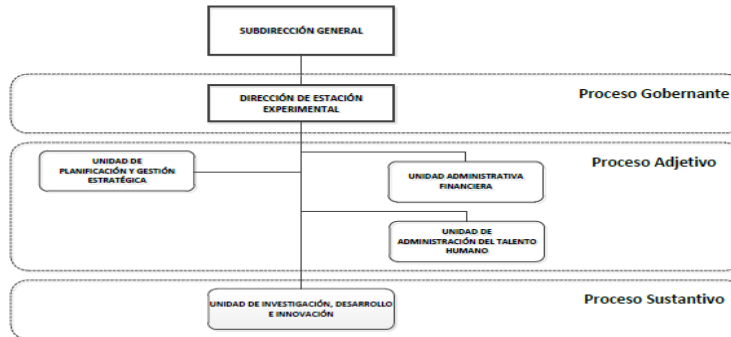 SUBDIRECCIÓN GENERAL
DIRECCIÓN DE ESTACIÓN
EXPERIMENTAL
Proceso Gobernante
Proceso Adjetivo
UNIDAD DE
PLANIFICACIÓN Y GESTIÓN
ESTRATÉGICA
UNIDAD ADMINISTRATIVA
FINANCIERA
UNIDAD DE
ADMINISTRACIÓN DEL TALENTO
HUMANO
Proceso Sustantivo
UNIDAD DE INVESTIGACIÓN, DESARROLLO
E INNOVACIÓN